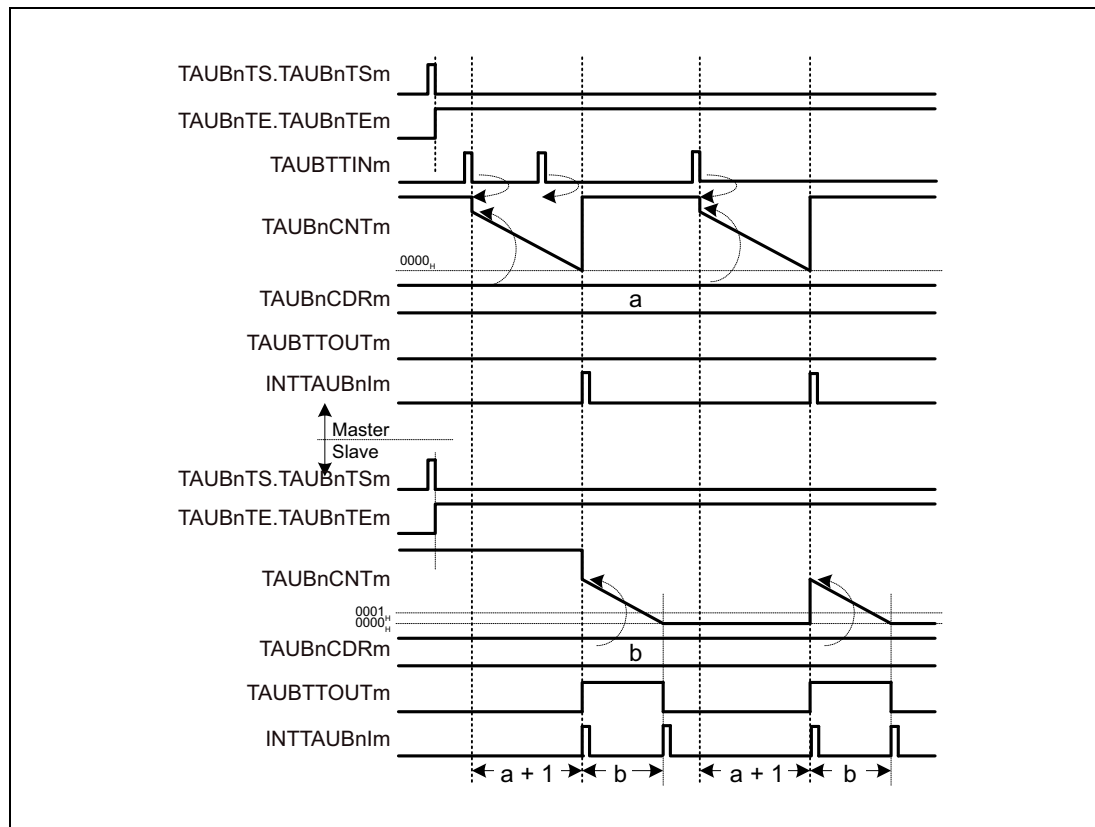 TAUBnTS.TAUBnTSm
TAUBnTE.TAUBnTEm
TAUBTTINm
TAUBnCNTm
0000H
TAUBnCDRm
a
TAUBTTOUTm
INTTAUBnIm
Master
Slave
TAUBnTS.TAUBnTSm
TAUBnTE.TAUBnTEm
TAUBnCNTm
0001H
0000H
TAUBnCDRm
b
TAUBTTOUTm
INTTAUBnIm
a + 1 b a + 1 b